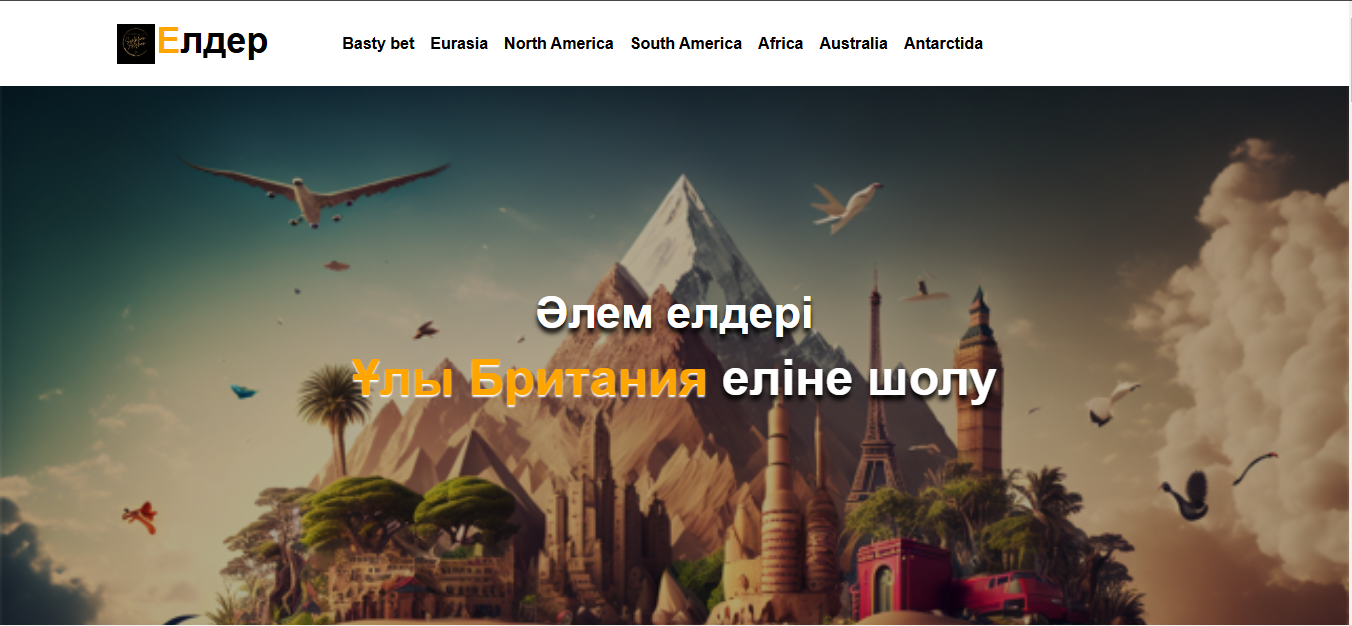 Елдер
Basty bet Eurasia North America South America Africa Australia Antarctida
Әлем елдері
Ұлы Британия еліне шолу